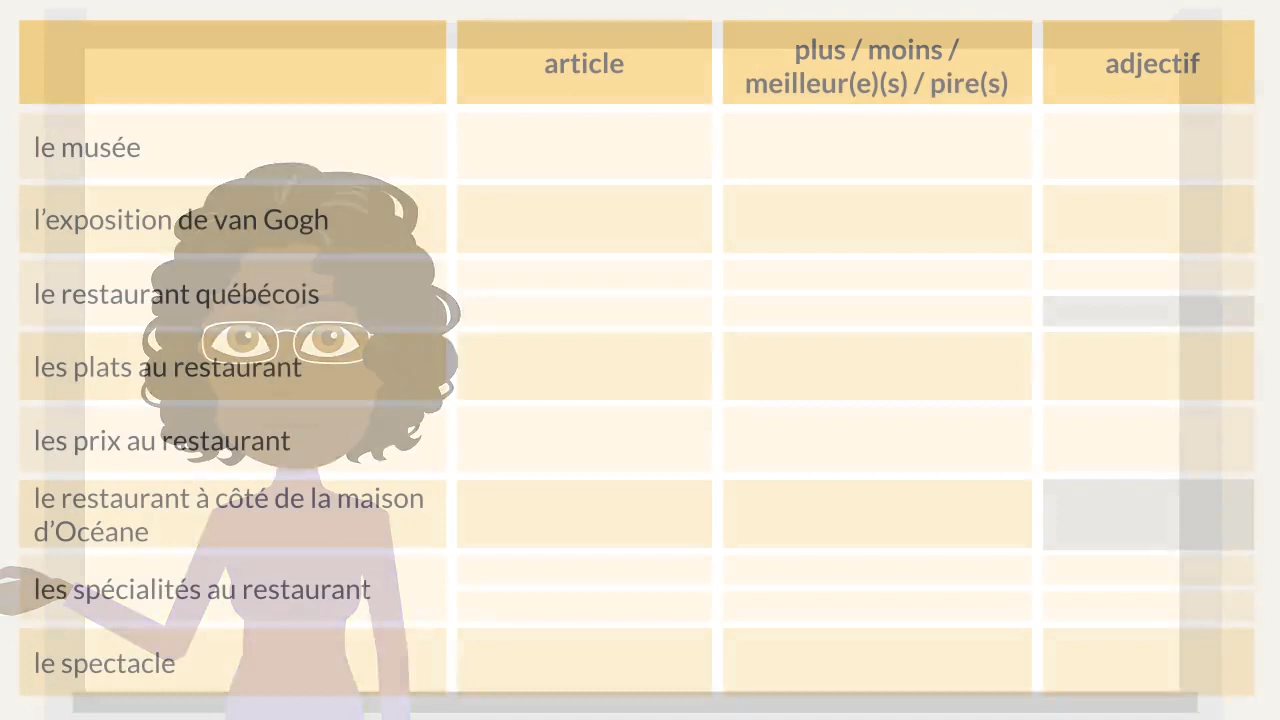 article
plus / moins /
meilleur(e)(s) / pire(s)
adjectif
le musée
l’exposition de van Gogh
le restaurant québécois
les plats au restaurant
les prix au restaurant
le restaurant à côté de la maison
d’Océane
les spécialités au restaurant
le spectacle